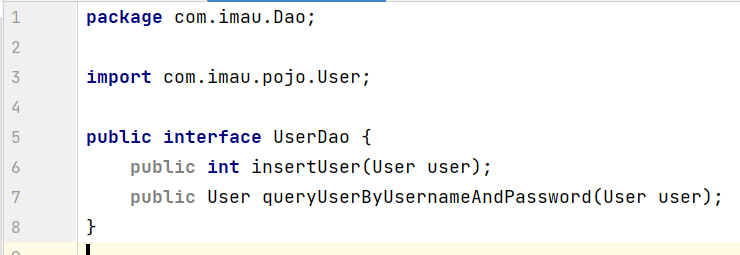 1 package com.imau.Dao;
2
3 import com.imau.pojo.User;
4
5 public interface UserDao {
6     public int insertUser(User user);
7     public User queryUserByUsernameAndPassword(User user);
8 }